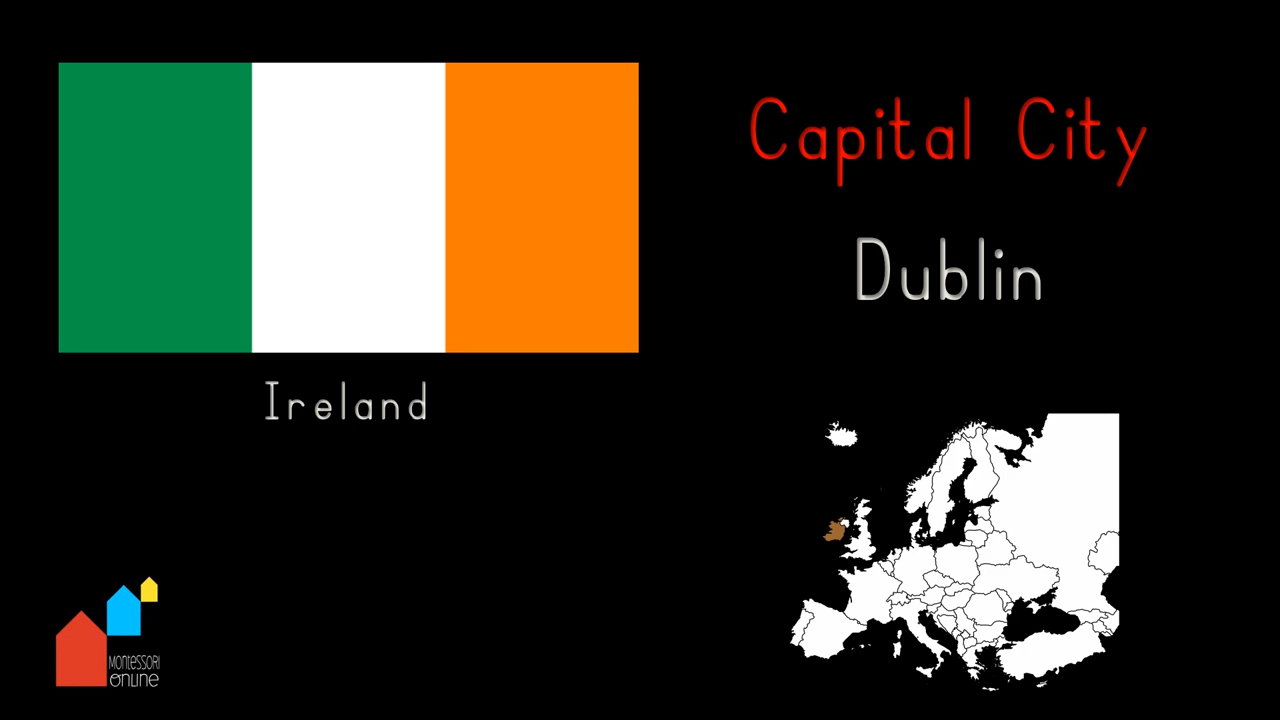 Capital City
Dublin
Ireland
Montessori
online